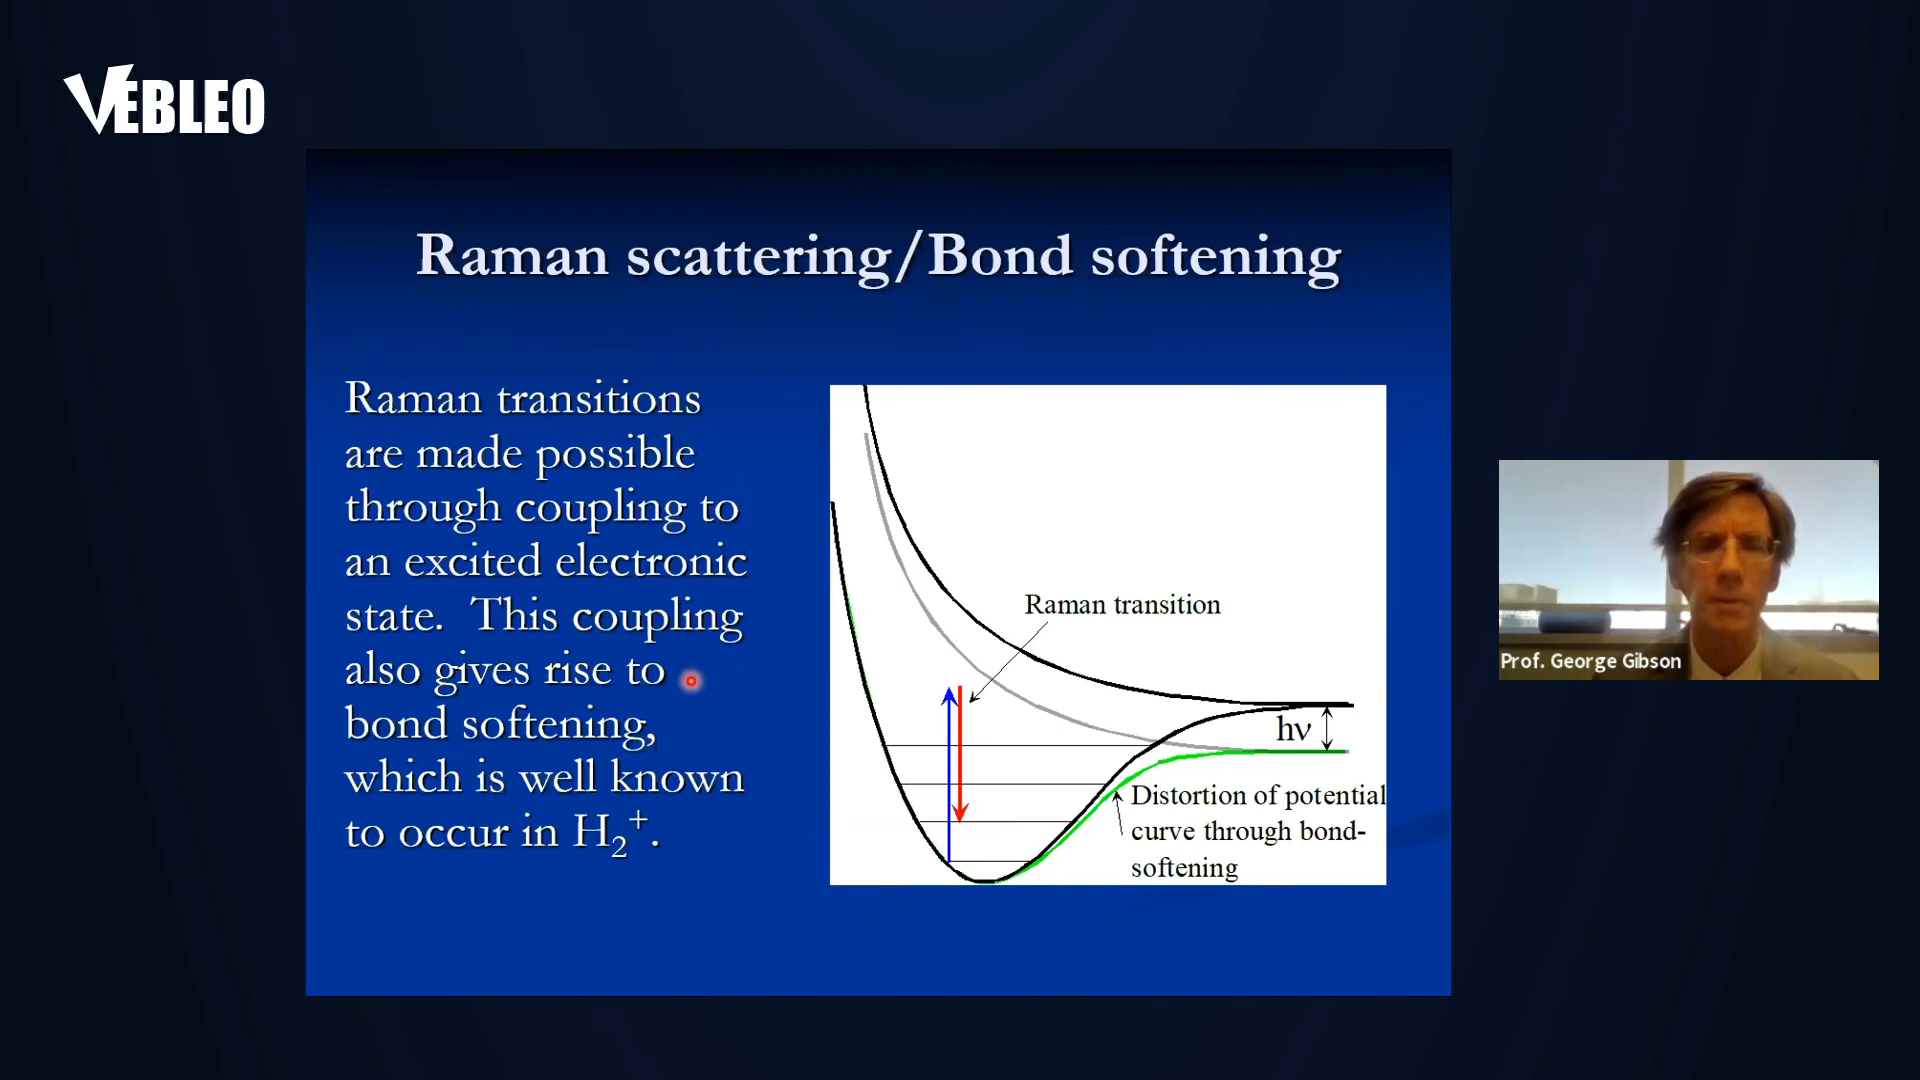 VEBLEO
Raman scattering/Bond softening
Raman transitions
are made possible
through coupling to
an excited electronic
state.  This coupling
also gives rise to
bond softening,
which is well known
to occur in H₂⁺.
Raman transition
hν
Distortion of potential
curve through bond-
softening
Prof. George Gibson